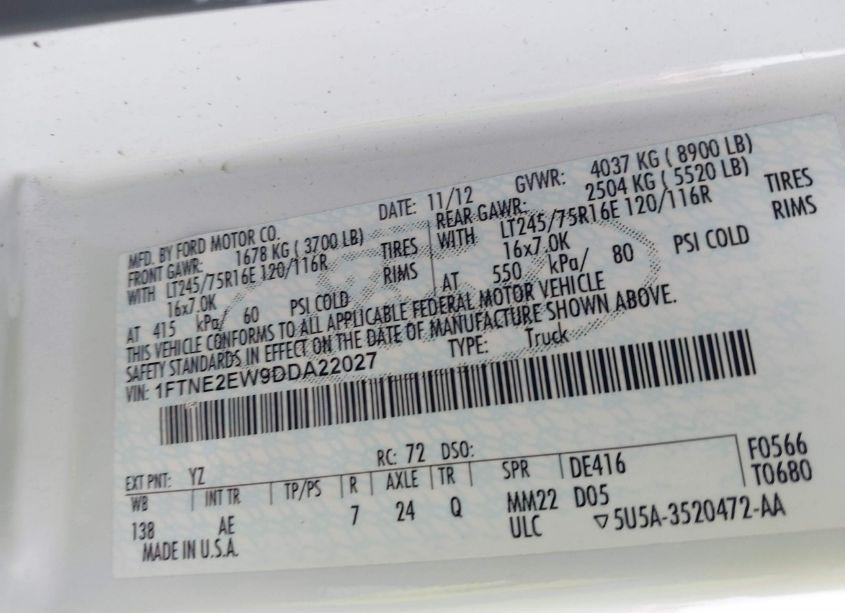 MFD. BY FORD MOTOR CO.
DATE: 11/12 GVWR: 4037 KG ( 8900 LB)
FRONT GAWR: 1678 KG ( 3700 LB) REAR GAWR: 2504 KG ( 5520 LB)
WITH LT245/75R16E 120/116R TIRES WITH LT245/75R16E 120/116R TIRES
16x7.0K RIMS 16x7.0K RIMS
AT 415 kPa/ 60 PSI COLD AT 550 kPa/ 80 PSI COLD
THIS VEHICLE CONFORMS TO ALL APPLICABLE FEDERAL MOTOR VEHICLE
SAFETY STANDARDS IN EFFECT ON THE DATE OF MANUFACTURE SHOWN ABOVE.
VIN: 1FTNE2EW9DDA22027 TYPE: Truck
EXT PNT: YZ RC: 72 DSO:
WB INT TR TP/PS R AXLE TR SPR DE416 F0566
138 AE 7 24 Q MM22 D05 T0680
MADE IN U.S.A. ULC ▽5U5A-3520472-AA